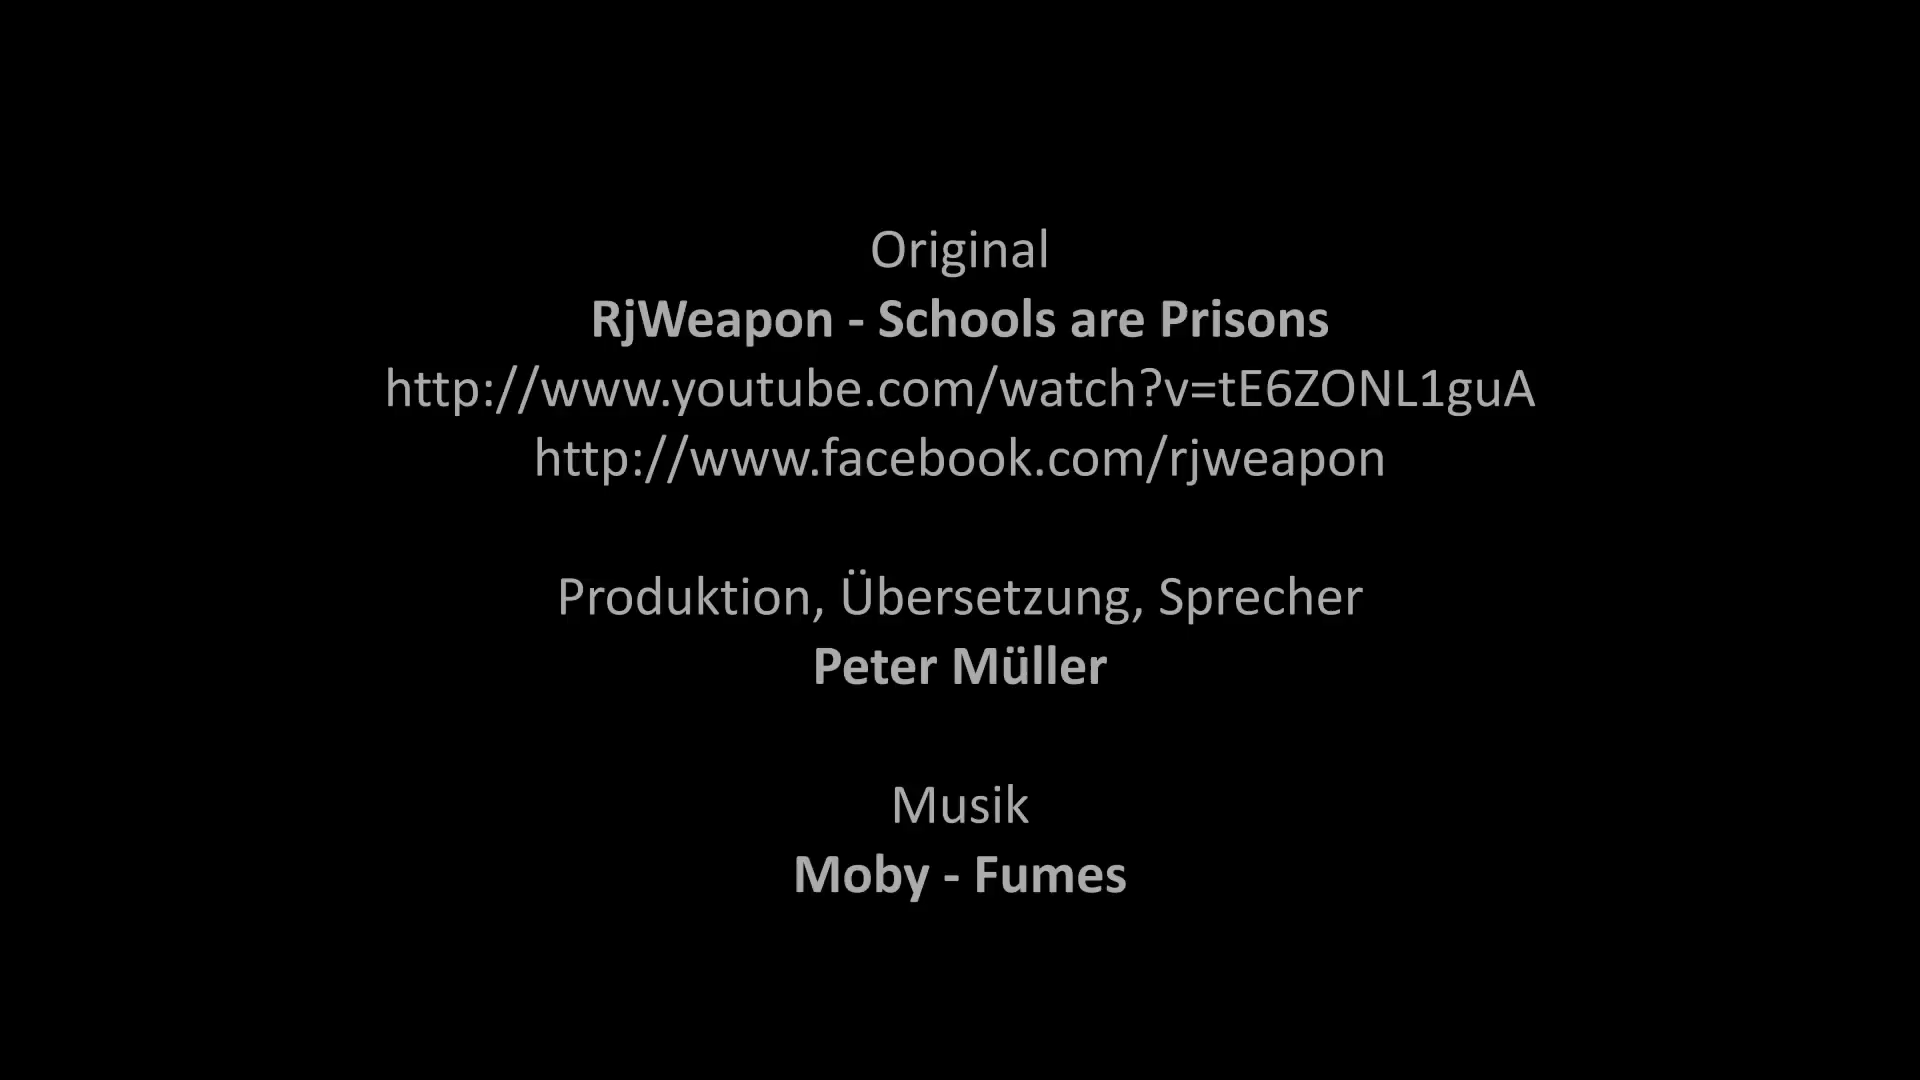 Original
RjWeapon - Schools are Prisons
http://www.youtube.com/watch?v=tE6ZONL1guA
http://www.facebook.com/rjweapon
Produktion, Übersetzung, Sprecher
Peter Müller
Musik
Moby - Fumes